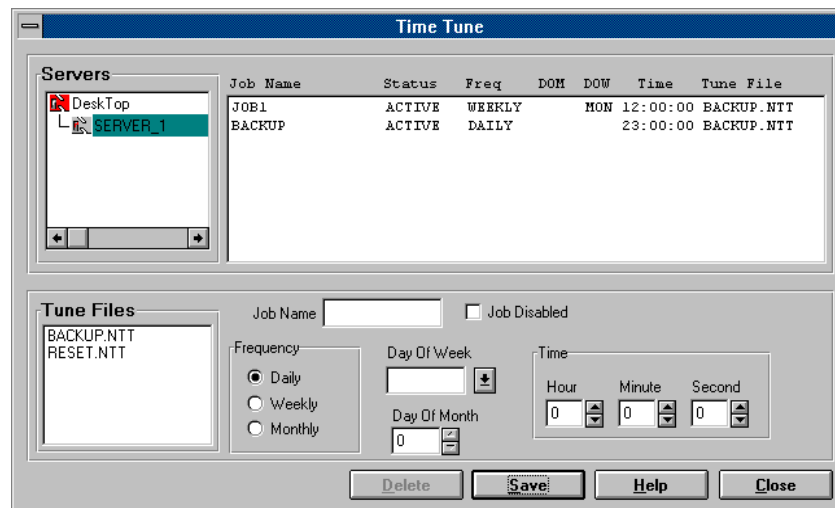 Time Tune
Servers
Job Name Status Freq DOM DOW Time Tune File
DeskTop
SERVER_1
JOB1 ACTIVE WEEKLY MON 12:00:00 BACKUP.NTT
BACKUP ACTIVE DAILY 23:00:00 BACKUP.NTT
Tune Files
BACKUP.NTT
RESET.NTT
Job Name
Job Disabled
Frequency
Daily
Weekly
Monthly
Day Of Week
Day Of Month
0
Time
Hour Minute Second
0 0 0
Delete Save Help Close